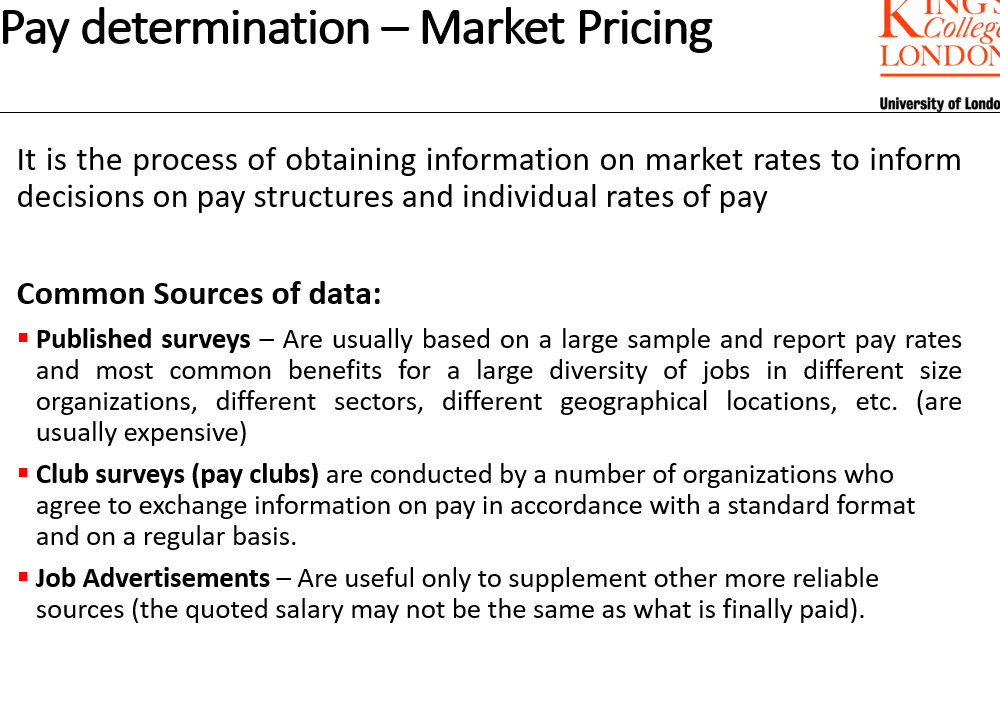 Pay determination – Market Pricing
KING'S
College
LONDON
University of Londo
It is the process of obtaining information on market rates to inform
decisions on pay structures and individual rates of pay
Common Sources of data:
▪ Published surveys – Are usually based on a large sample and report pay rates
and most common benefits for a large diversity of jobs in different size
organizations, different sectors, different geographical locations, etc. (are
usually expensive)
▪ Club surveys (pay clubs) are conducted by a number of organizations who
agree to exchange information on pay in accordance with a standard format
and on a regular basis.
▪ Job Advertisements – Are useful only to supplement other more reliable
sources (the quoted salary may not be the same as what is finally paid).